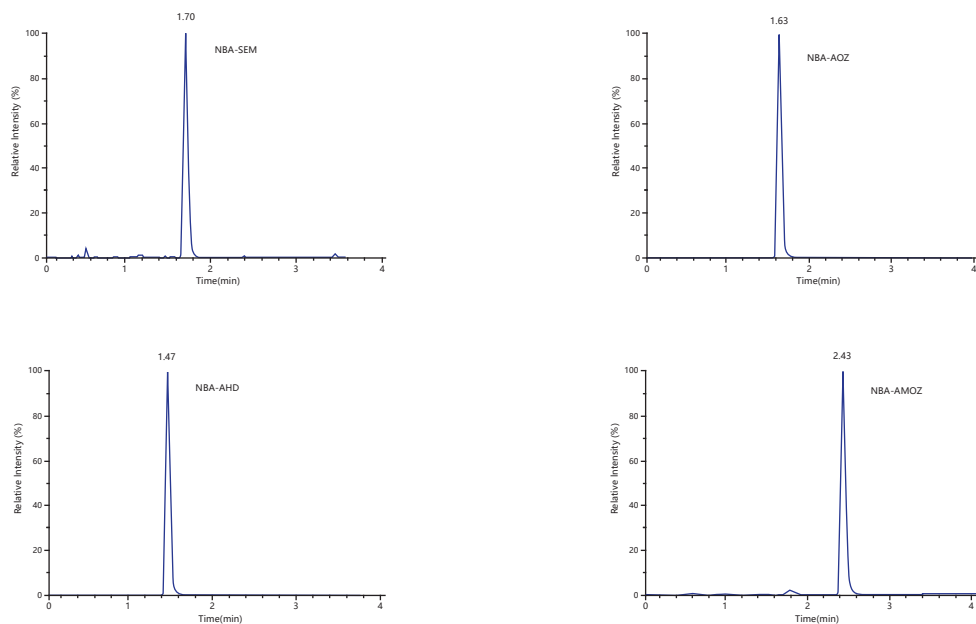 1.70
NBA-SEM
100
80
60
40
20
0
Relative Intensity (%)
0 1 2 3 4
Time(min)
1.63
NBA-AOZ
100
80
60
40
20
0
Relative Intensity (%)
0 1 2 3 4
Time(min)
1.47
NBA-AHD
100
80
60
40
20
0
Relative Intensity (%)
0 1 2 3 4
Time(min)
2.43
NBA-AMOZ
100
80
60
40
20
0
Relative Intensity (%)
0 1 2 3 4
Time(min)